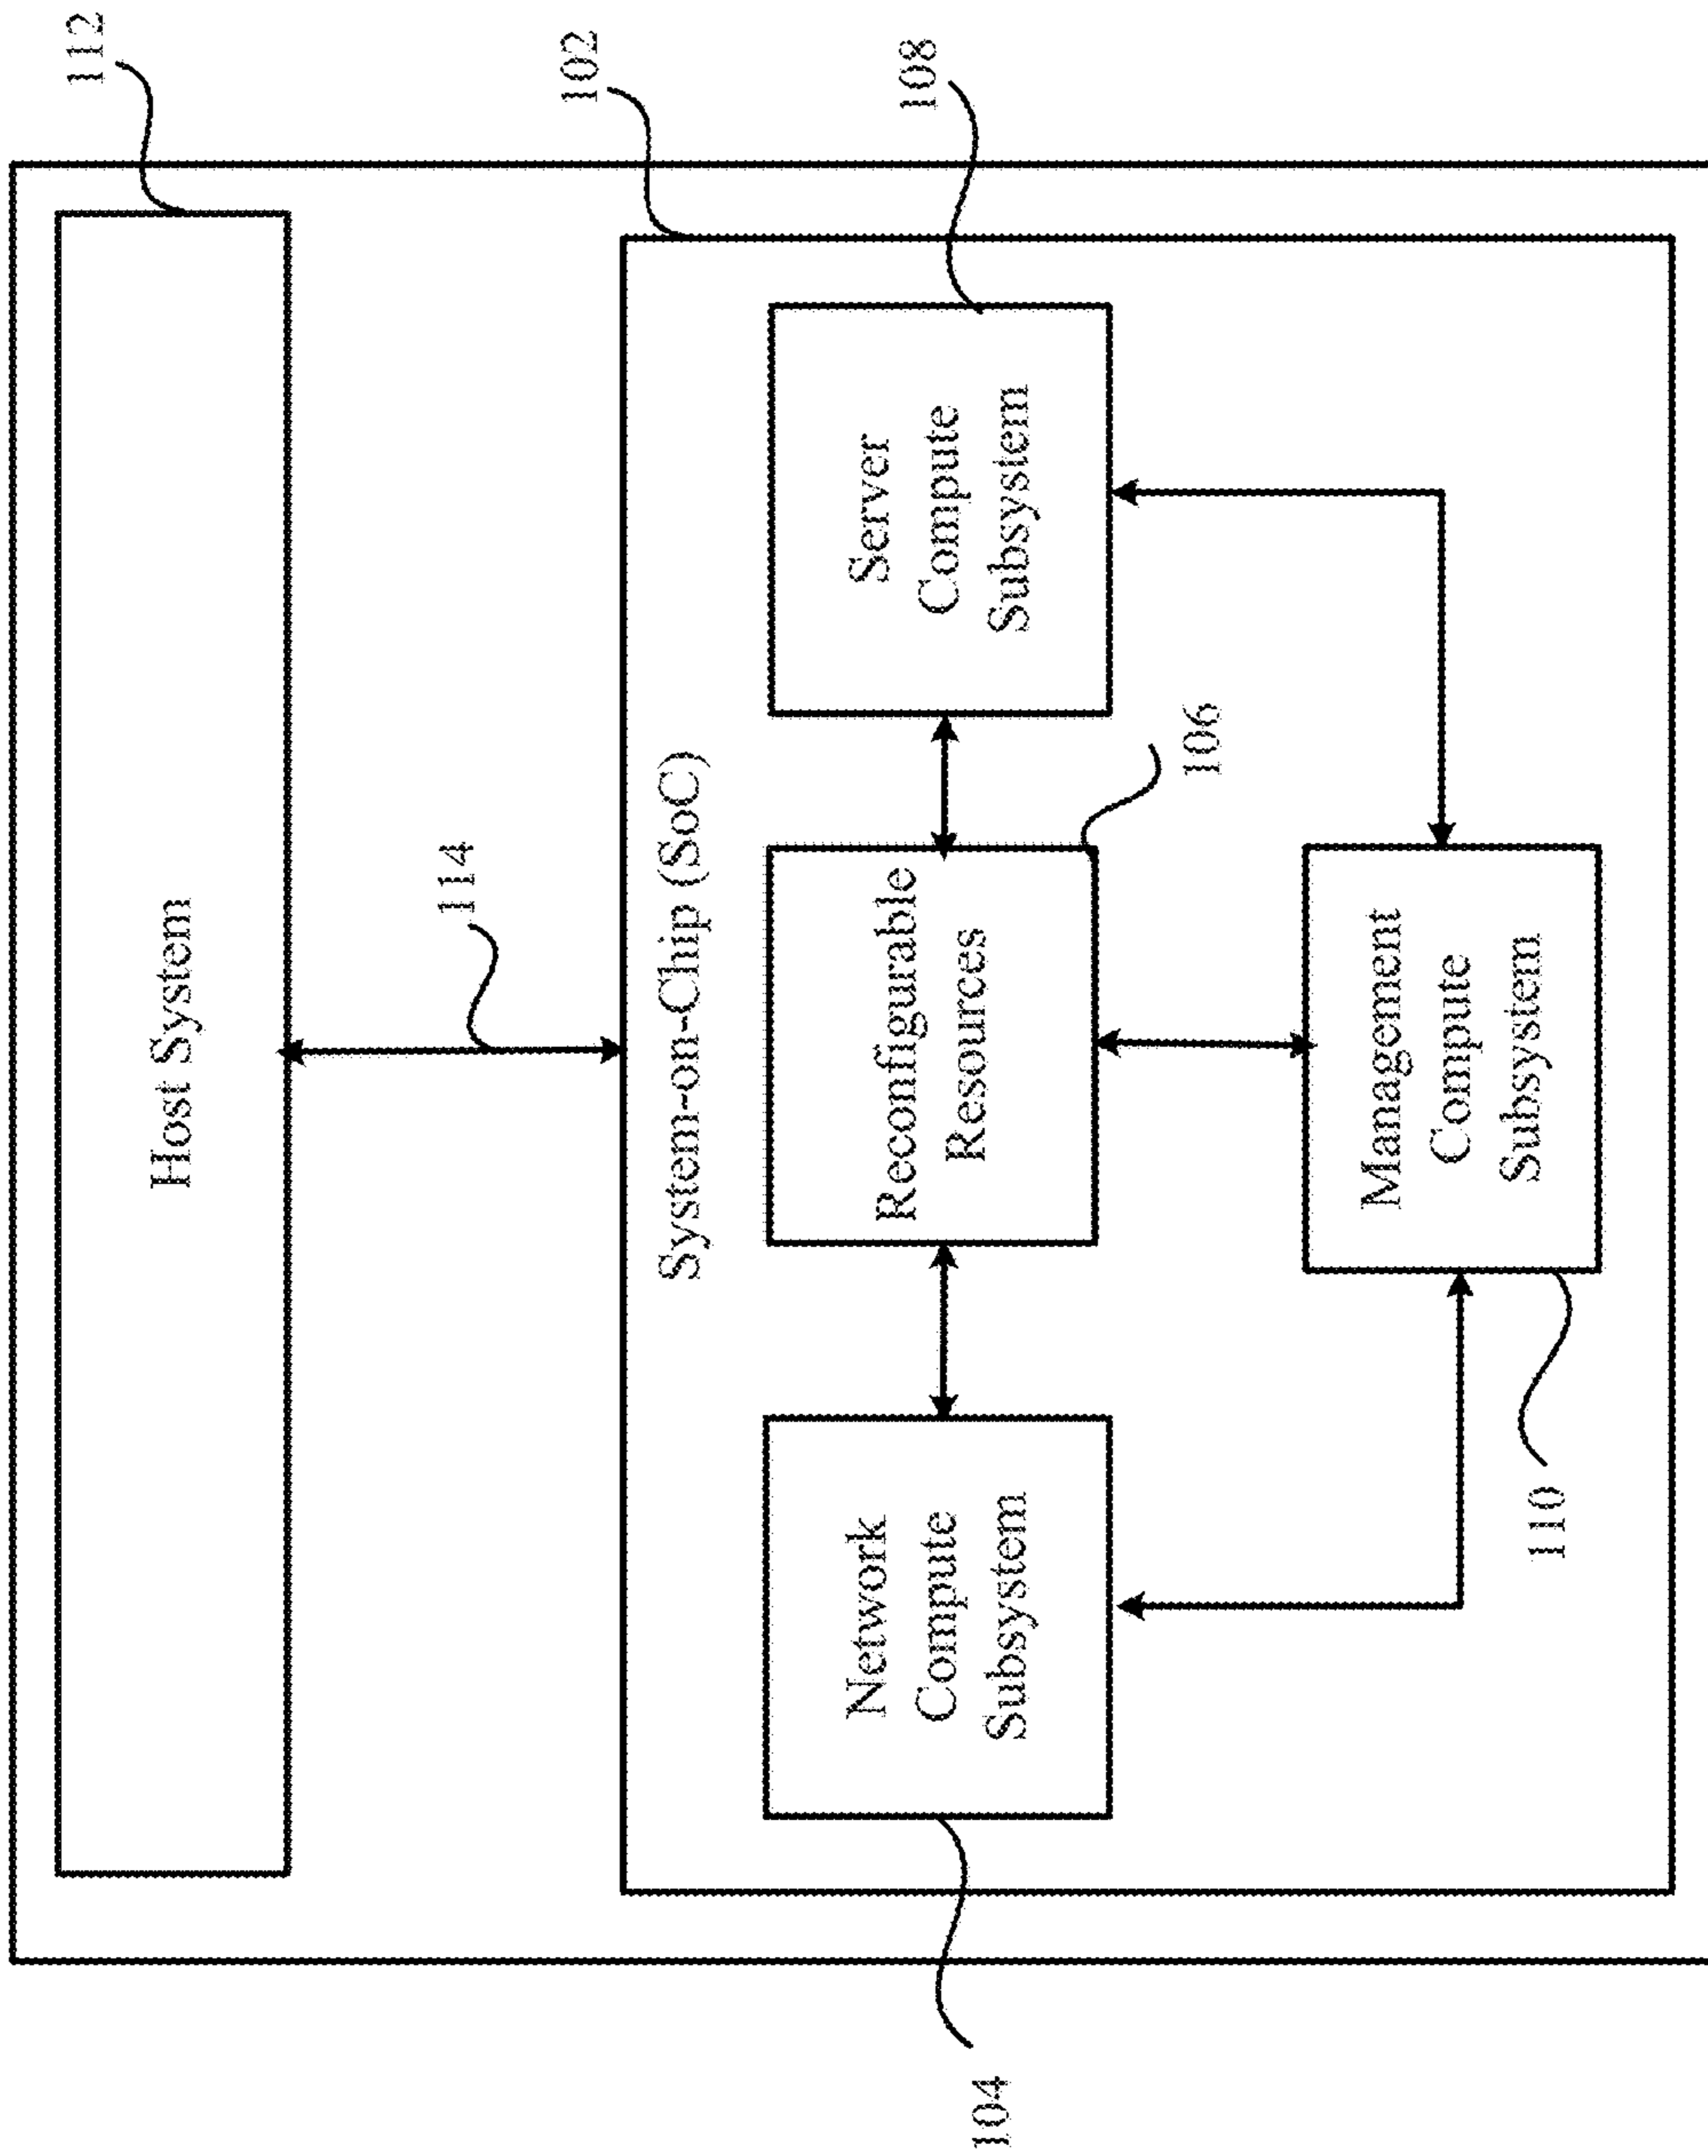 112
Host System
114
102
System-on-Chip (SoC)
108
Network
Compute
Subsystem
Reconfigurable
Resources
Server
Compute
Subsystem
104
106
Management
Compute
Subsystem
110